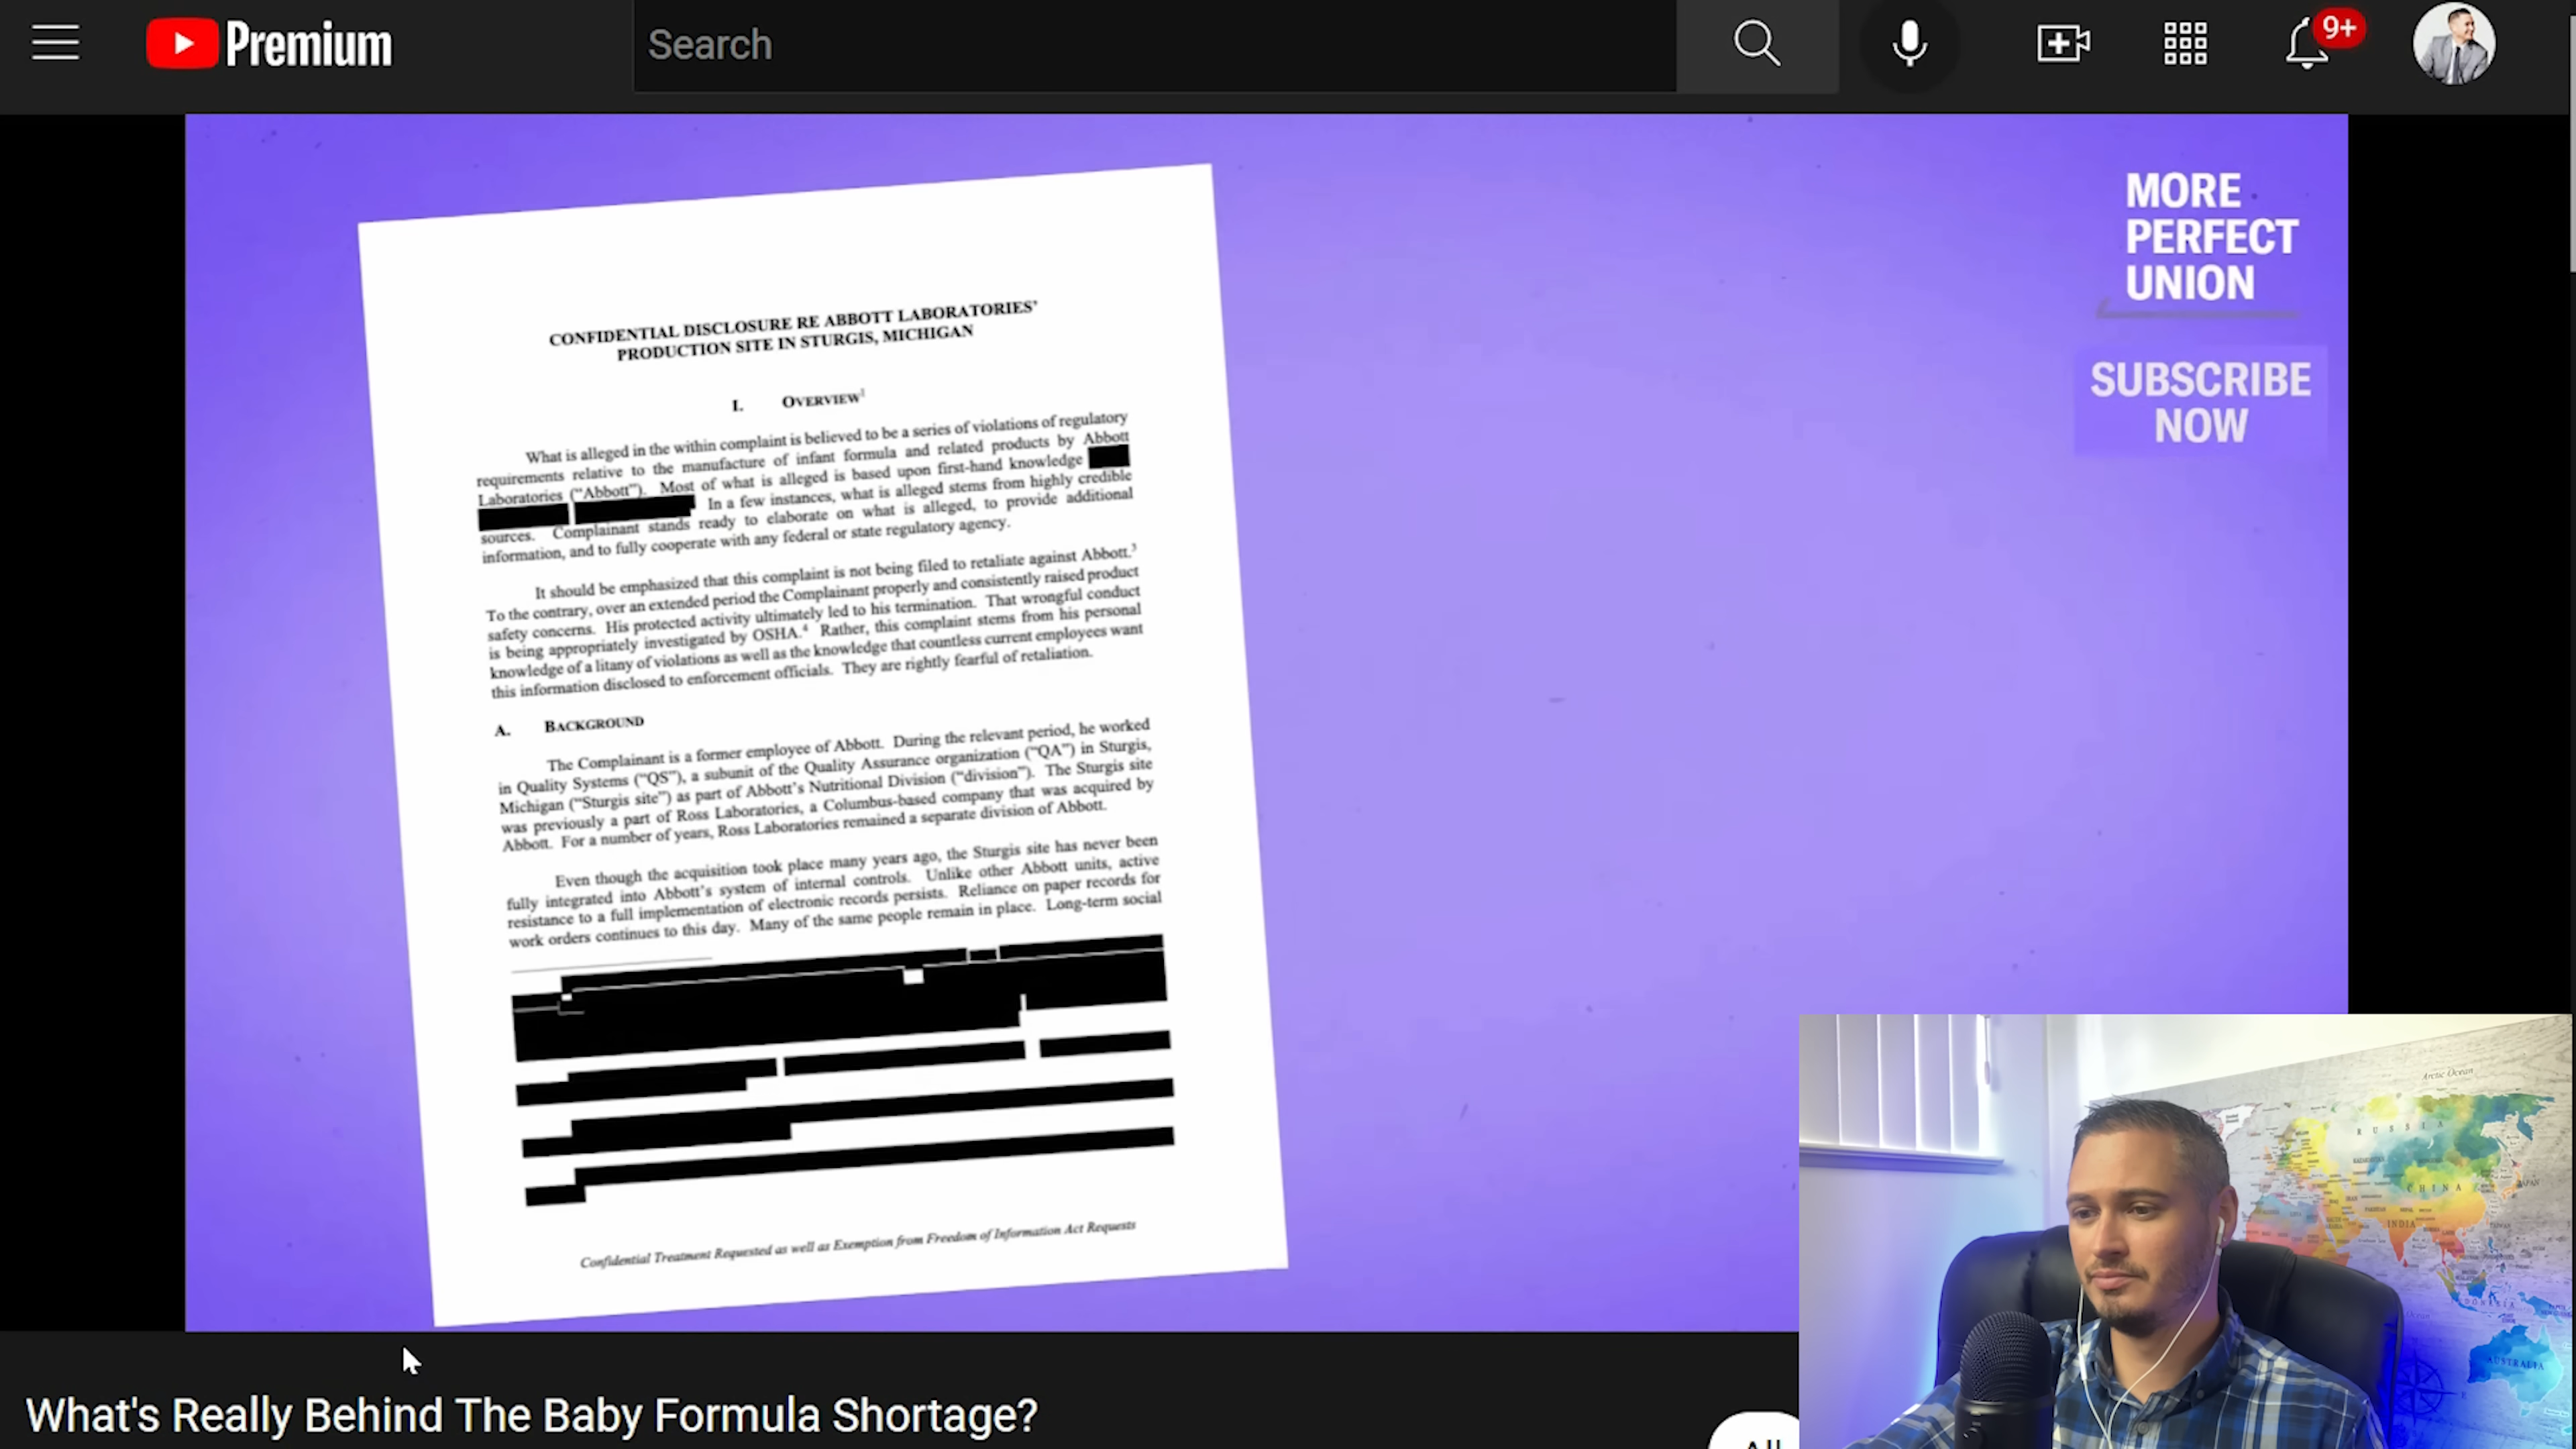 Premium
Search
9+
MORE
PERFECT
UNION
SUBSCRIBE
NOW
CONFIDENTIAL DISCLOSURE RE ABBOTT LABORATORIES'
PRODUCTION SITE IN STURGIS, MICHIGAN
I. OVERVIEW1
What is alleged in the within complaint is believed to be a series of violations of regulatory
requirements relative to the manufacture of infant formula and related products by Abbott
Laboratories ("Abbott"). Most of what is alleged is based upon first-hand knowledge
In a few instances, what is alleged stems from highly credible
sources. Complainant stands ready to elaborate on what is alleged, to provide additional
information, and to fully cooperate with any federal or state regulatory agency.
It should be emphasized that this complaint is not being filed to retaliate against Abbott.3
To the contrary, over an extended period the Complainant properly and consistently raised product
safety concerns. His protected activity ultimately led to his termination. That wrongful conduct
is being appropriately investigated by OSHA.4 Rather, this complaint stems from his personal
knowledge of a litany of violations as well as the knowledge that countless current employees want
this information disclosed to enforcement officials. They are rightly fearful of retaliation.
A. BACKGROUND
The Complainant is a former employee of Abbott. During the relevant period, he worked
in Quality Systems ("QS"), a subunit of the Quality Assurance organization ("QA") in Sturgis,
Michigan ("Sturgis site") as part of Abbott's Nutritional Division ("division"). The Sturgis site
was previously a part of Ross Laboratories, a Columbus-based company that was acquired by
Abbott. For a number of years, Ross Laboratories remained a separate division of Abbott.
Even though the acquisition took place many years ago, the Sturgis site has never been
fully integrated into Abbott's system of internal controls. Unlike other Abbott units, active
resistance to a full implementation of electronic records persists. Reliance on paper records for
work orders continues to this day. Many of the same people remain in place. Long-term social
Confidential Treatment Requested as well as Exemption from Freedom of Information Act Requests
Arctic Ocean
RUSSIA
CHINA
JAPAN
INDIA
INDONESIA
AUSTRALIA
What's Really Behind The Baby Formula Shortage?
All